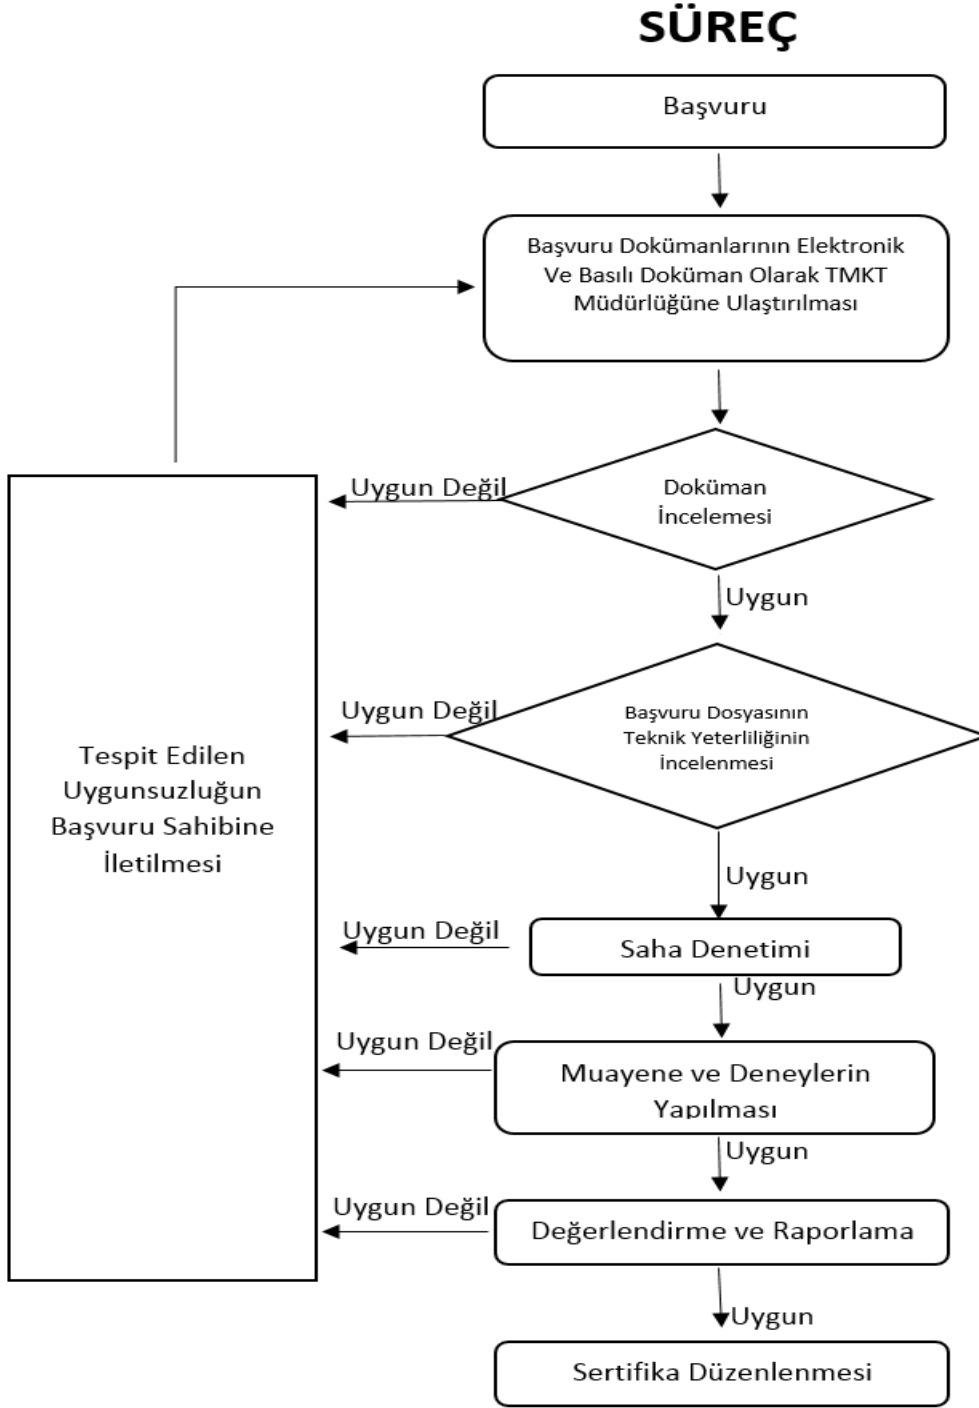 SÜREÇ
Başvuru
Başvuru Dokümanlarının Elektronik
Ve Basılı Doküman Olarak TMKT
Müdürlüğüne Ulaştırılması
Uygun Değil
Doküman
İncelemesi
Uygun
Uygun Değil
Başvuru Dosyasının
Teknik Yeterliliğinin
İncelenmesi
Tespit Edilen
Uygunsuzluğun
Başvuru Sahibine
İletilmesi
Uygun
Uygun Değil
Saha Denetimi
Uygun
Uygun Değil
Muayene ve Deneylerin
Yapılması
Uygun
Uygun Değil
Değerlendirme ve Raporlama
Uygun
Sertifika Düzenlenmesi